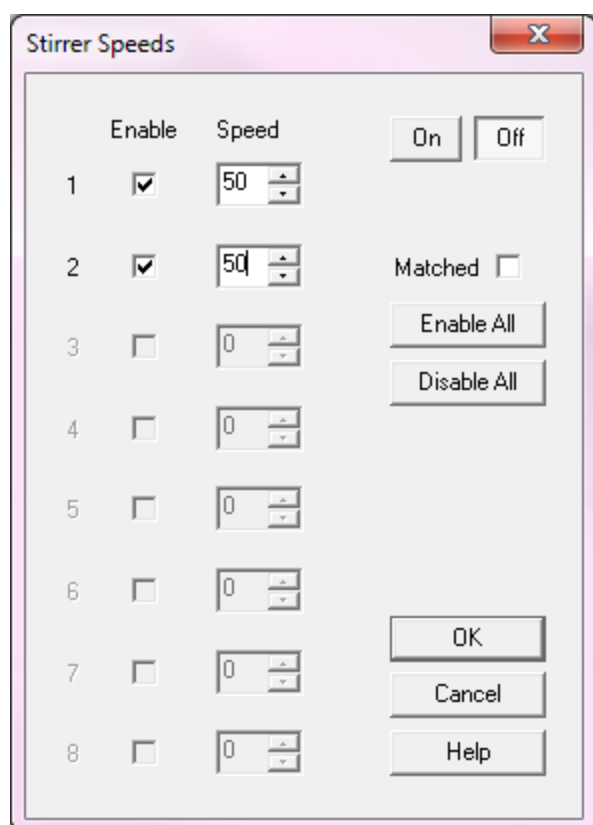 Stirrer Speeds
Enable Speed On Off
1 50
2 50 Matched
3 0 Enable All
Disable All
4 0
5 0
6 0
OK
7 0
Cancel
8 0 Help